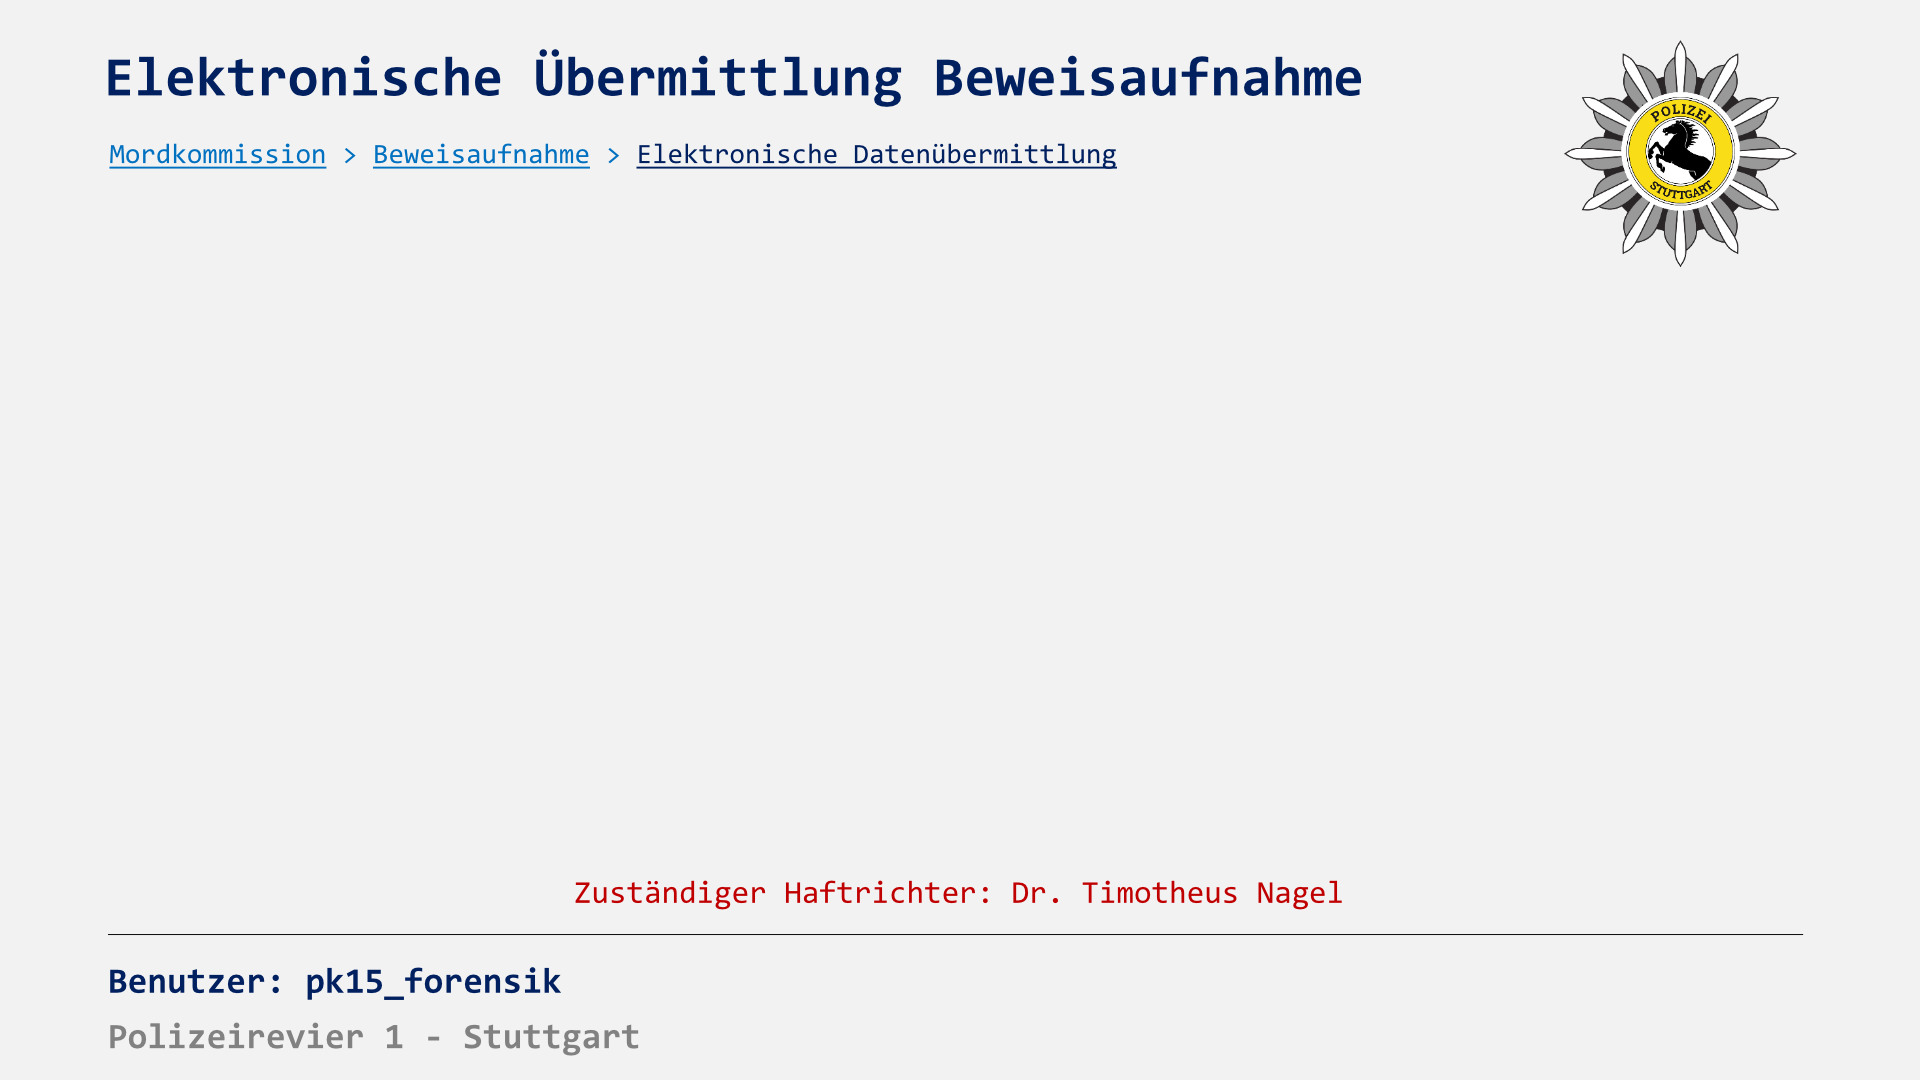 Elektronische Übermittlung Beweisaufnahme
Mordkommission > Beweisaufnahme > Elektronische Datenübermittlung
POLIZEI
STUTTGART
Zuständiger Haftrichter: Dr. Timotheus Nagel
Benutzer: pk15_forensik
Polizeirevier 1 - Stuttgart